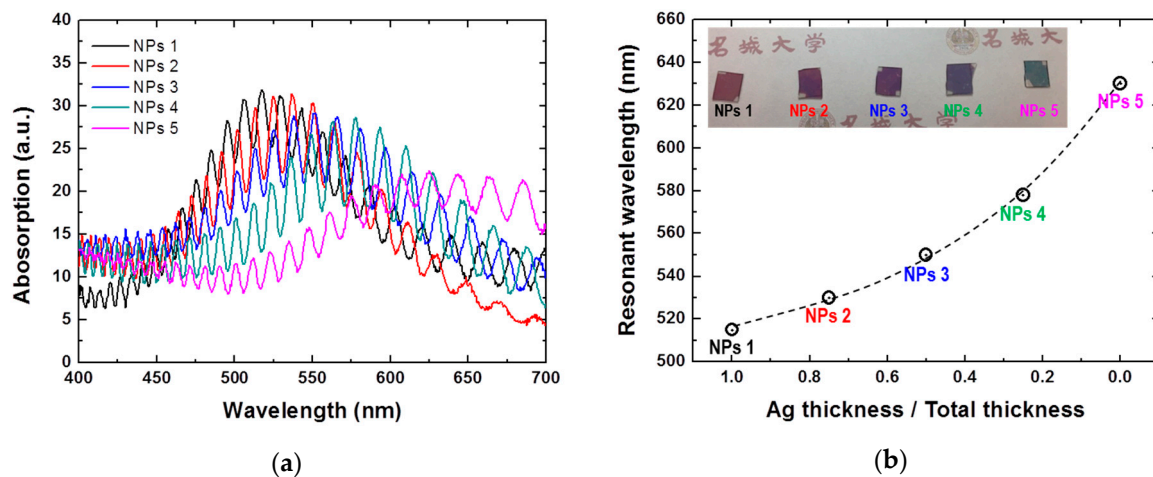 40
35
30
25
20
15
10
5
0
Abosorption (a.u.)
NPs 1
NPs 2
NPs 3
NPs 4
NPs 5
400 450 500 550 600 650 700
Wavelength (nm)
(a)
660
640
620
600
580
560
540
520
500
Resonant wavelength (nm)
名城大学
名城大
NPs 1 NPs 2 NPs 3 NPs 4 NPs 5
名城大
NPs 5
NPs 4
NPs 3
NPs 2
NPs 1
1.0 0.8 0.6 0.4 0.2 0.0
Ag thickness / Total thickness
(b)